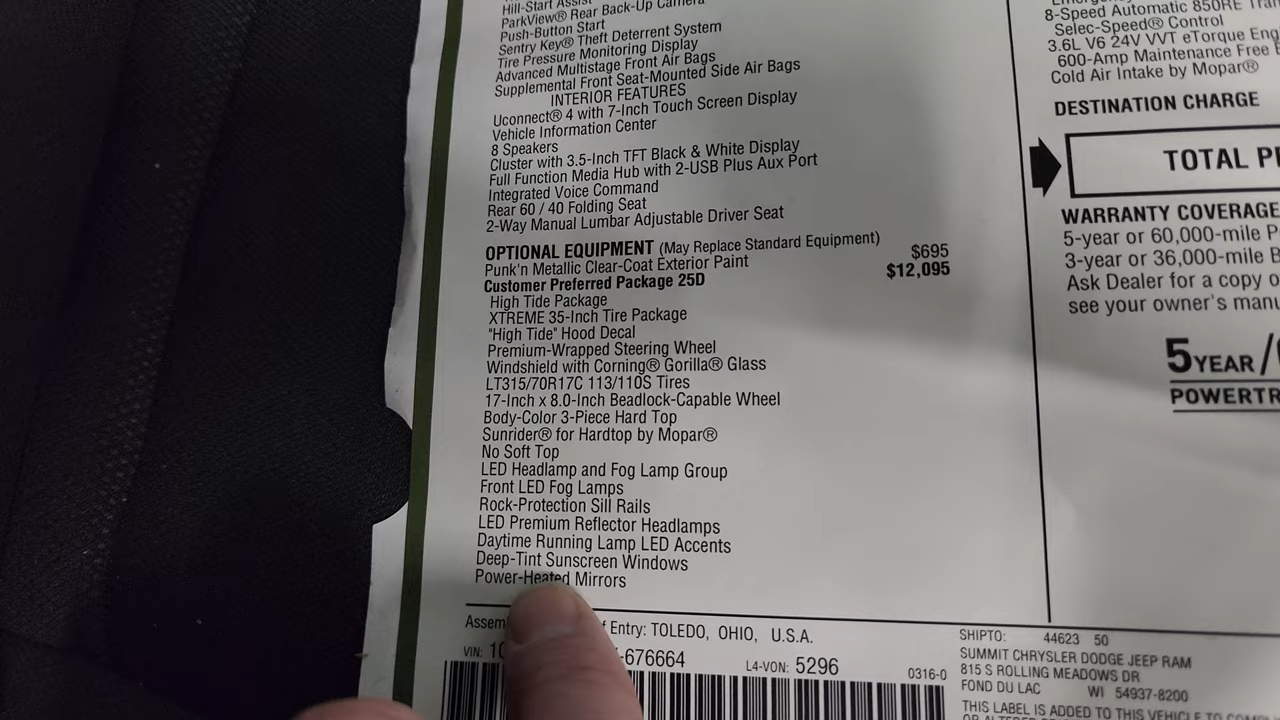 Hill-Start Assist
ParkView® Rear Back-Up Camera
Push-Button Start
Sentry Key® Theft Deterrent System
Tire Pressure Monitoring Display
Advanced Multistage Front Air Bags
Supplemental Front Seat-Mounted Side Air Bags
INTERIOR FEATURES
Uconnect® 4 with 7-Inch Touch Screen Display
Vehicle Information Center
8 Speakers
Cluster with 3.5-Inch TFT Black & White Display
Full Function Media Hub with 2-USB Plus Aux Port
Integrated Voice Command
Rear 60 / 40 Folding Seat
2-Way Manual Lumbar Adjustable Driver Seat
OPTIONAL EQUIPMENT (May Replace Standard Equipment)
Punk'n Metallic Clear-Coat Exterior Paint $695
Customer Preferred Package 25D $12,095
High Tide Package
XTREME 35-Inch Tire Package
"High Tide" Hood Decal
Premium-Wrapped Steering Wheel
Windshield with Corning® Gorilla® Glass
LT315/70R17C 113/110S Tires
17-Inch x 8.0-Inch Beadlock-Capable Wheel
Body-Color 3-Piece Hard Top
Sunrider® for Hardtop by Mopar®
No Soft Top
LED Headlamp and Fog Lamp Group
Front LED Fog Lamps
Rock-Protection Sill Rails
LED Premium Reflector Headlamps
Daytime Running Lamp LED Accents
Deep-Tint Sunscreen Windows
Power-Heated Mirrors
8-Speed Automatic 850RE
Selec-Speed® Control
3.6L V6 24V VVT eTorque
600-Amp Maintenance Free
Cold Air Intake by Mopar®
DESTINATION CHARGE
TOTAL
WARRANTY COVERAGE
5-year or 60,000-mile
3-year or 36,000-mile
Ask Dealer for a copy
see your owner's
5 YEAR /
Entry: TOLEDO, OHIO, U.S.A.
VIN: 676664 L4-VON: 5296 0316-0
SHIPTO: 44623 50
SUMMIT CHRYSLER DODGE JEEP RAM
815 S ROLLING MEADOWS DR
FOND DU LAC WI 54937-8200
THIS LABEL IS ADDED TO THIS VEHICLE TO